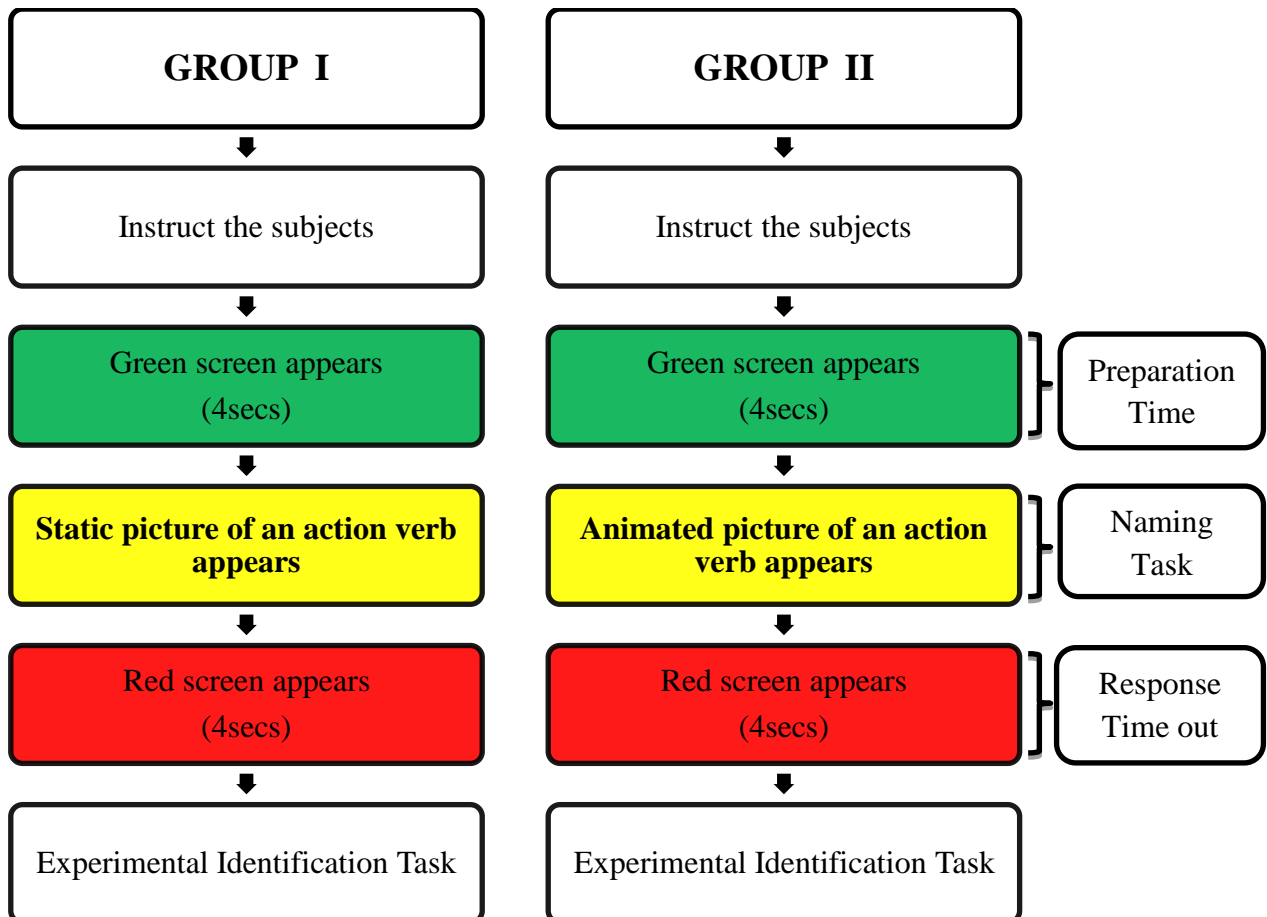 GROUP I
Instruct the subjects
Green screen appears
(4secs)
Static picture of an action verb
appears
Red screen appears
(4secs)
Experimental Identification Task
GROUP II
Instruct the subjects
Green screen appears
(4secs)
Animated picture of an action
verb appears
Red screen appears
(4secs)
Experimental Identification Task
Preparation
Time
Naming
Task
Response
Time out